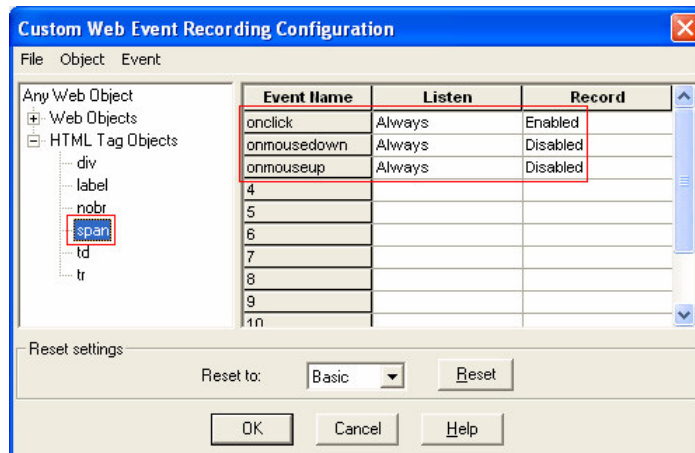 Custom Web Event Recording Configuration
File Object Event
Any Web Object
Web Objects
HTML Tag Objects
div
label
nobr
span
td
tr
Event Name Listen Record
onclick Always Enabled
onmousedown Always Disabled
onmouseup Always Disabled
4
5
6
7
8
9
10
Reset settings
Reset to: Basic Reset
OK Cancel Help